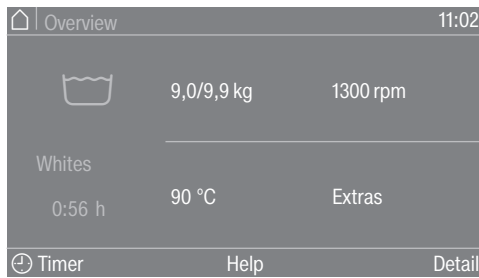 Overview 11:02
9,0/9,9 kg 1300 rpm
Whites
0:56 h
90 °C Extras
Timer Help Detail